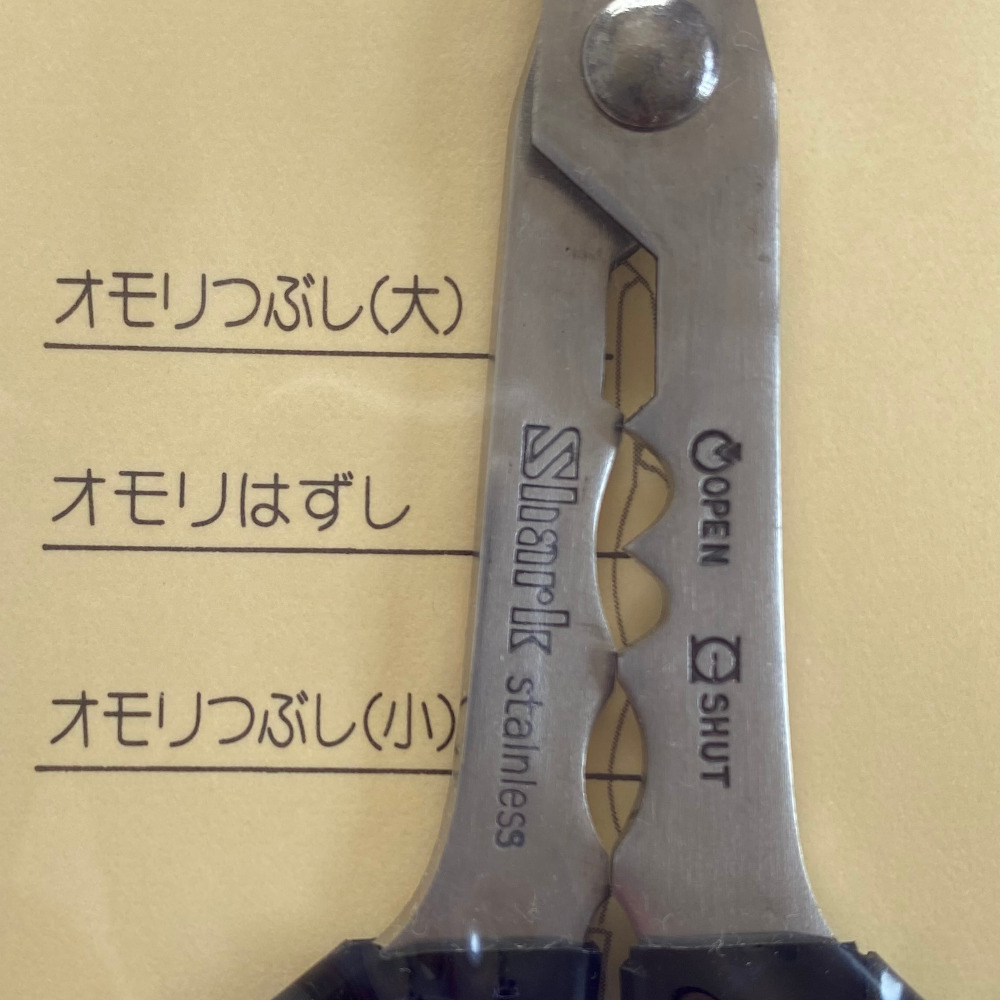 オモリつぶし(大)
オモリはずし
オモリつぶし(小)
Shark stainless
OPEN
SHUT